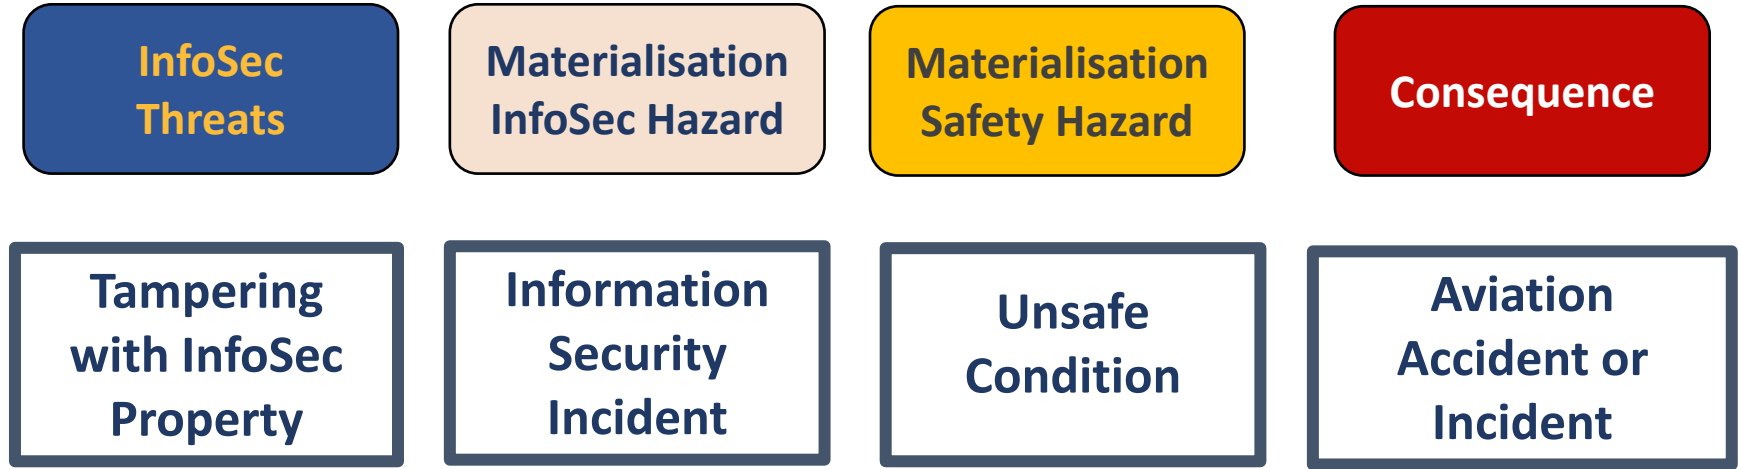 InfoSec
Threats
Materialisation
InfoSec Hazard
Materialisation
Safety Hazard
Consequence
Tampering
with InfoSec
Property
Information
Security
Incident
Unsafe
Condition
Aviation
Accident or
Incident